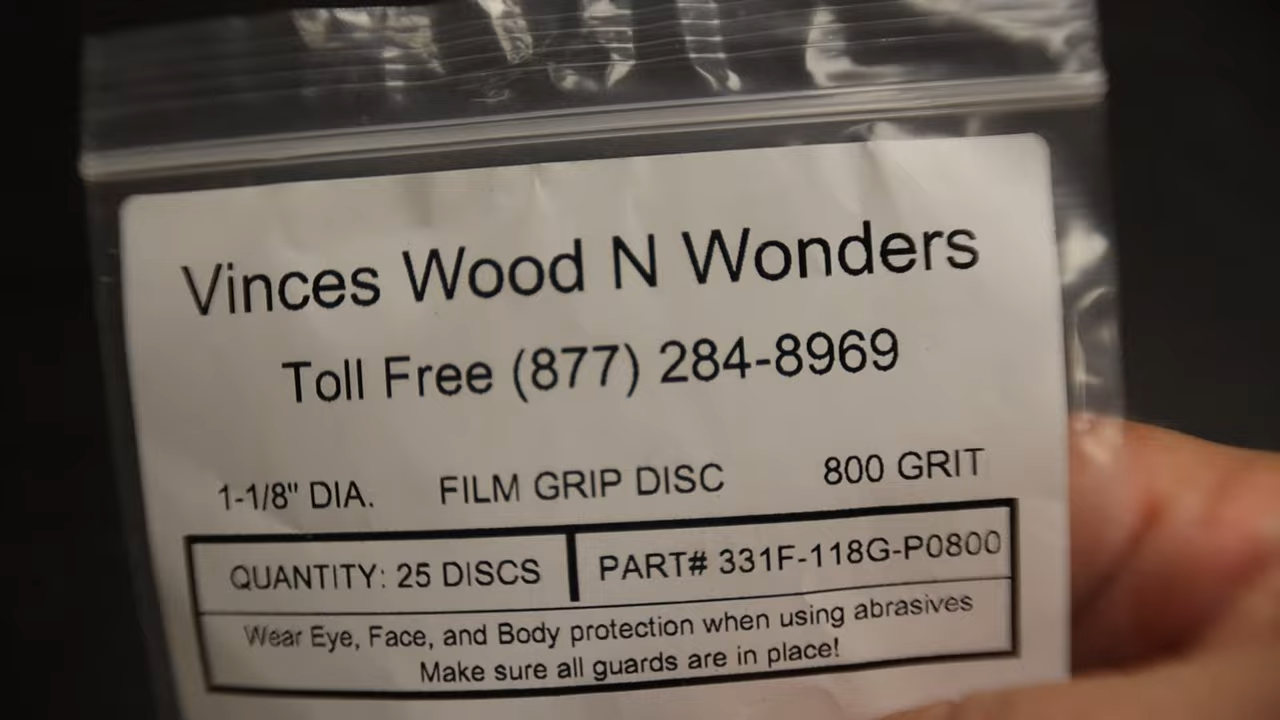 Vinces Wood N Wonders
Toll Free (877) 284-8969
1-1/8" DIA. FILM GRIP DISC 800 GRIT
QUANTITY: 25 DISCS PART# 331F-118G-P0800
Wear Eye, Face, and Body protection when using abrasives
Make sure all guards are in place!